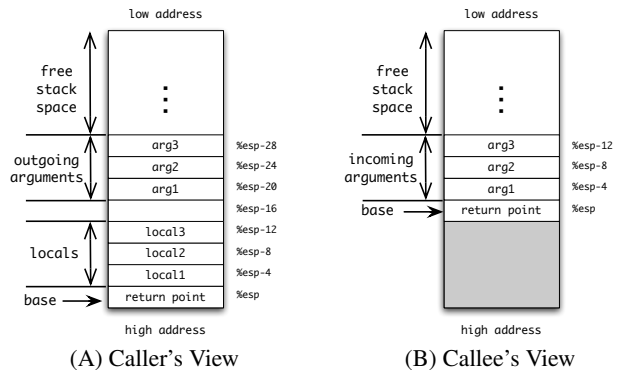 low address
free
stack
space
⋮
arg3 %esp-28
outgoing
arguments
arg2 %esp-24
arg1 %esp-20
%esp-16
local3 %esp-12
locals
local2 %esp-8
local1 %esp-4
base
return point %esp
high address
(A) Caller's View
low address
free
stack
space
⋮
arg3 %esp-12
incoming
arguments
arg2 %esp-8
arg1 %esp-4
base
return point %esp
high address
(B) Callee's View